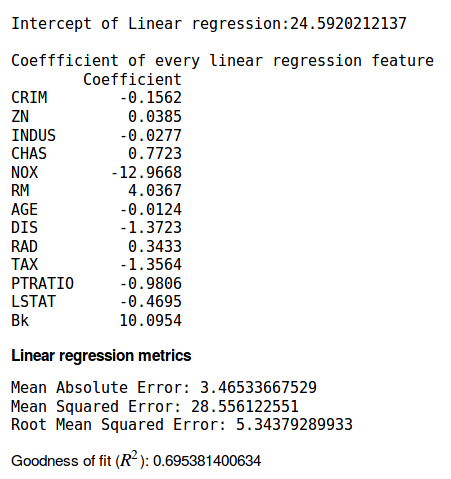 Intercept of Linear regression:24.5920212137
Coeffficient of every linear regression feature
Coefficient
CRIM -0.1562
ZN 0.0385
INDUS -0.0277
CHAS 0.7723
NOX -12.9668
RM 4.0367
AGE -0.0124
DIS -1.3723
RAD 0.3433
TAX -1.3564
PTRATIO -0.9806
LSTAT -0.4695
Bk 10.0954
Linear regression metrics
Mean Absolute Error: 3.46533667529
Mean Squared Error: 28.556122551
Root Mean Squared Error: 5.34379289933
Goodness of fit (R²): 0.695381400634